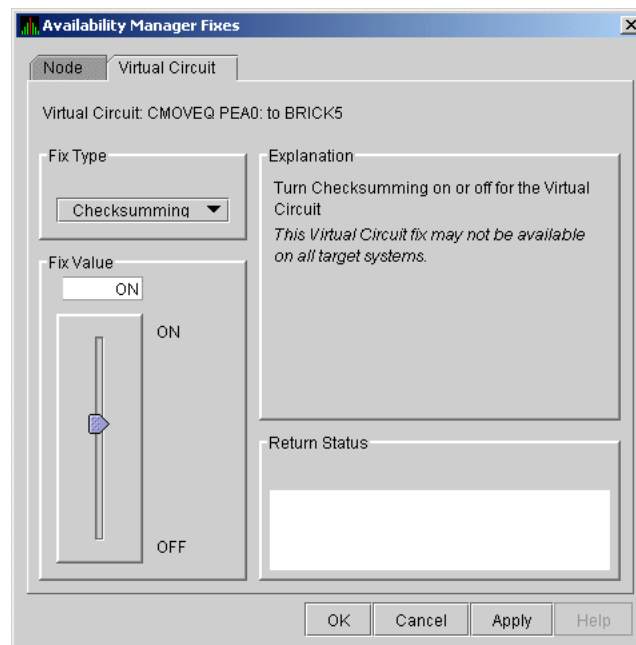 Availability Manager Fixes
Node
Virtual Circuit
Virtual Circuit: CMOVEQ PEA0: to BRICK5
Fix Type
Checksumming
Explanation
Turn Checksumming on or off for the Virtual
Circuit
This Virtual Circuit fix may not be available
on all target systems.
Fix Value
ON
ON
OFF
Return Status
OK
Cancel
Apply
Help